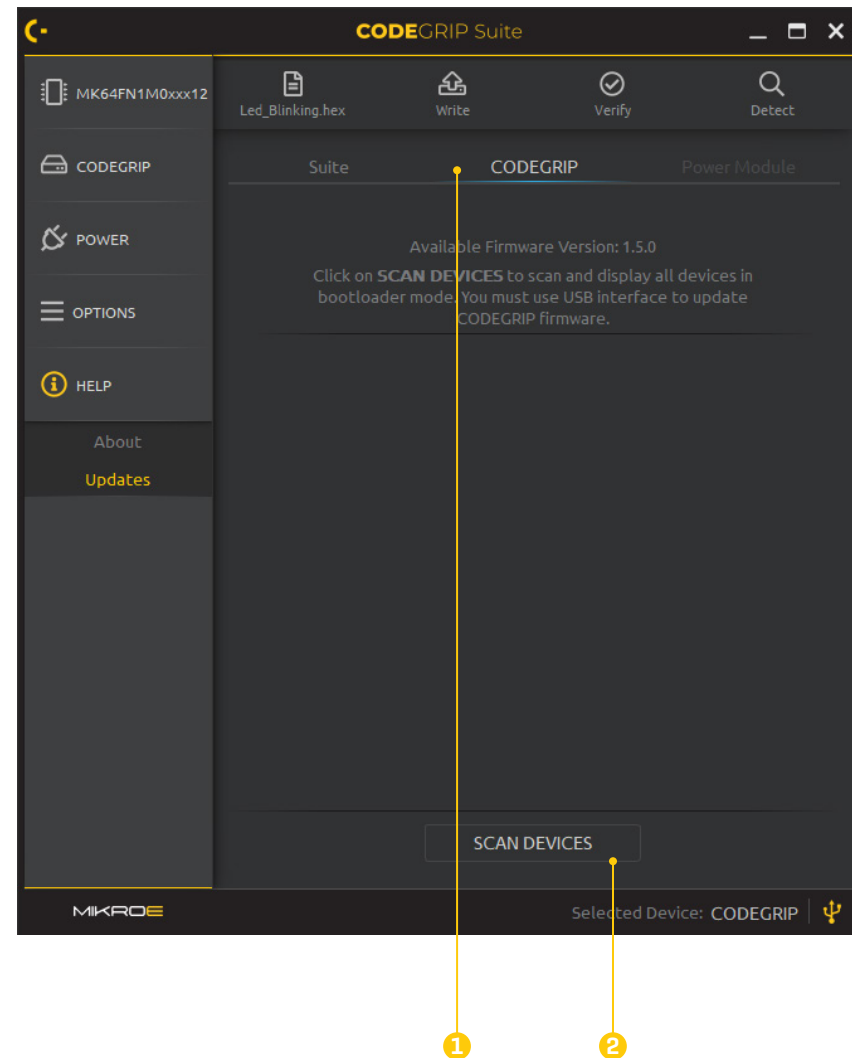 CODEGRIP Suite
MK64FN1M0xxx12
Led_Blinking.hex
Write
Verify
Detect
CODEGRIP
POWER
OPTIONS
HELP
About
Updates
Suite
CODEGRIP
Power Module
Available Firmware Version: 1.5.0
Click on SCAN DEVICES to scan and display all devices in
bootloader mode. You must use USB interface to update
CODEGRIP firmware.
SCAN DEVICES
MIKROE
Selected Device: CODEGRIP
1
2